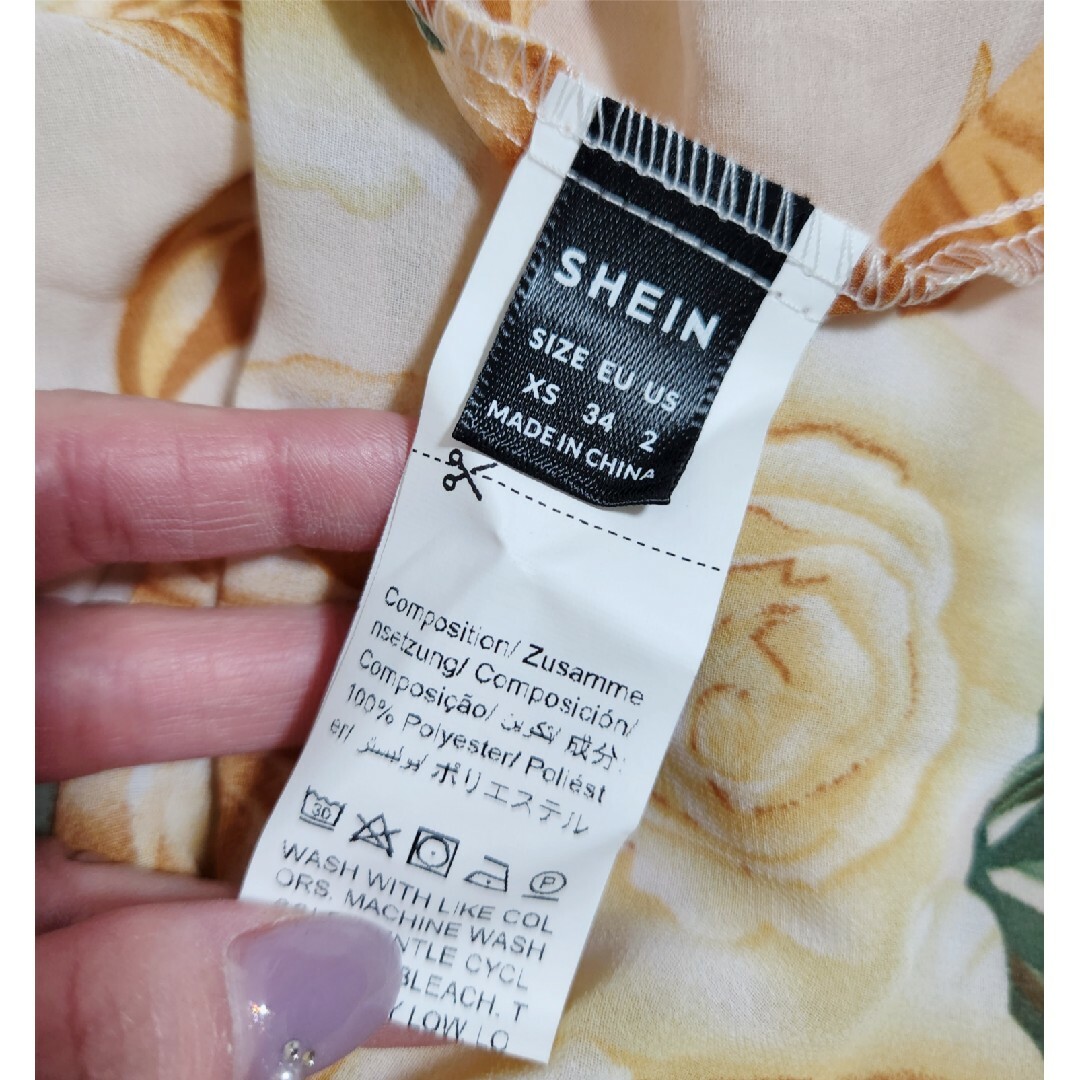 SHEIN
SIZE EU US
XS 34 2
MADE IN CHINA
Composition/ Zusamme
nsetzung/ Composición/
Composição/ تكوين/ 成分:
100% Polyester/ Poliést
er/ بوليستر/ ポリエステル
30
P
WASH WITH LIKE COL
ORS. MACHINE WASH
NTLE CYCL
BLEACH. T
Y LOW LO